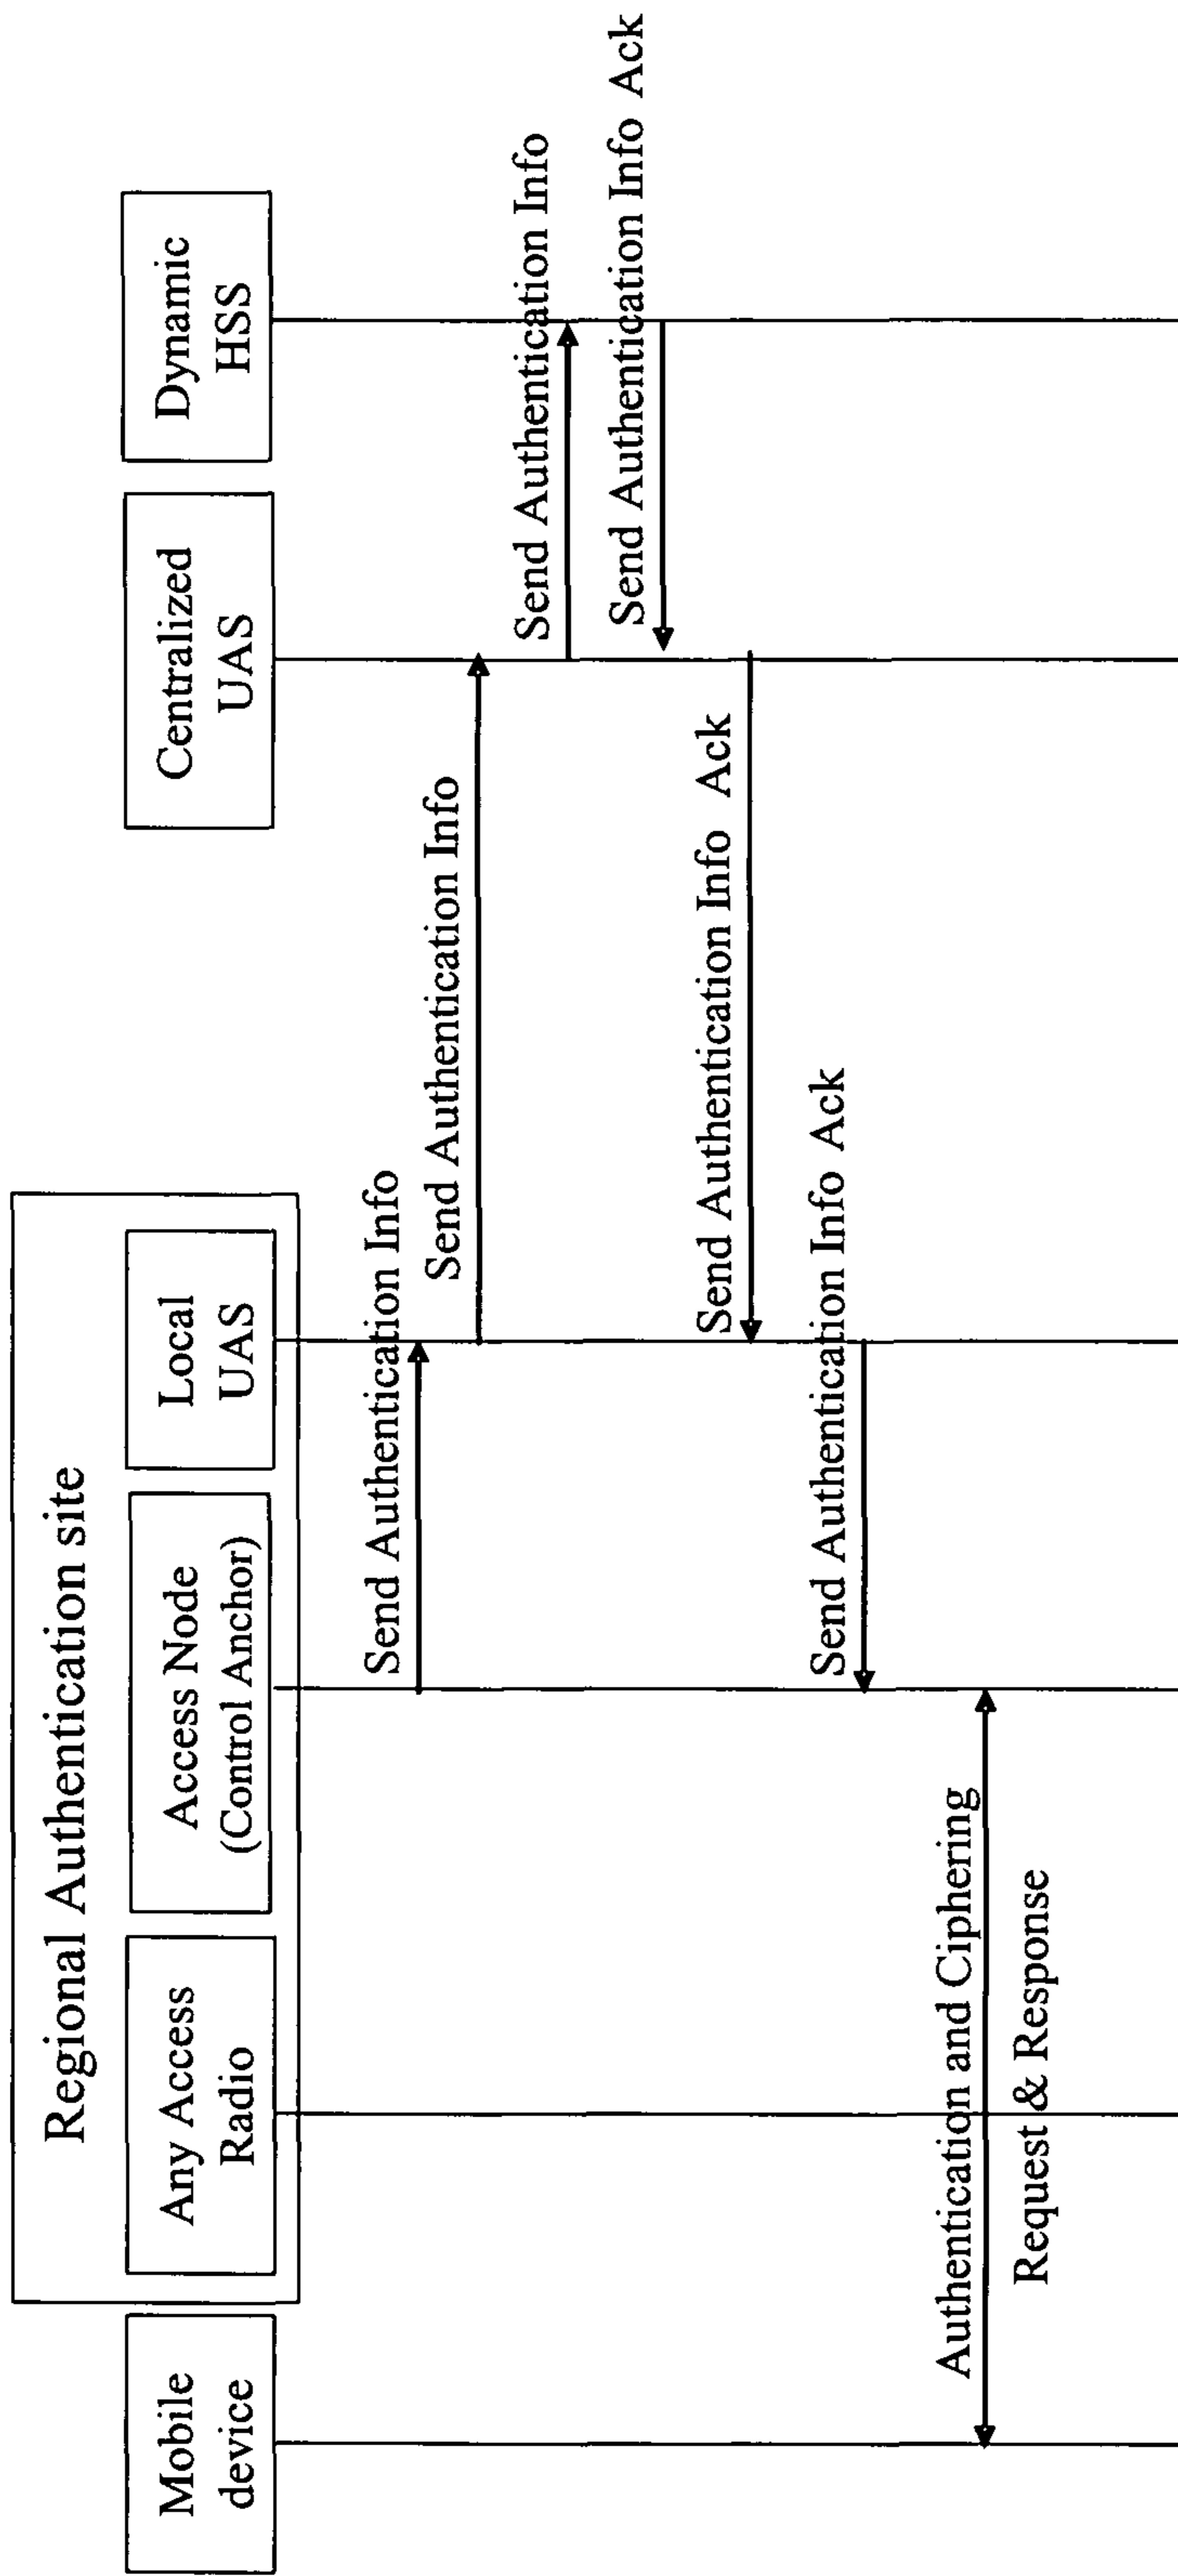 Regional Authentication site
Mobile
device
Any Access
Radio
Access Node
(Control Anchor)
Local
UAS
Centralized
UAS
Dynamic
HSS
Send Authentication Info
Send Authentication Info
Send Authentication Info
Send Authentication Info Ack
Send Authentication Info Ack
Send Authentication Info Ack
Authentication and Ciphering
Request & Response